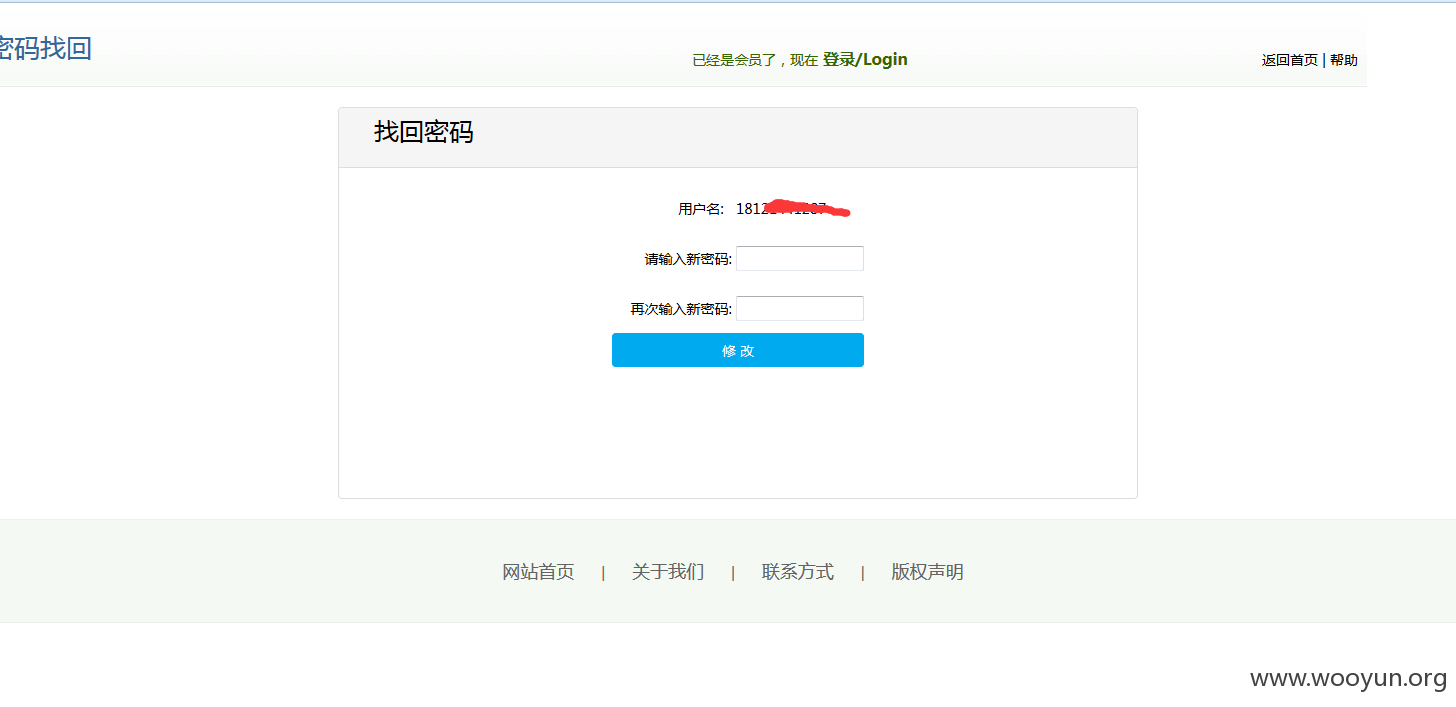 密码找回
已经是会员了，现在 登录/Login
返回首页 | 帮助
找回密码
用户名:
请输入新密码:
再次输入新密码:
修 改
网站首页 | 关于我们 | 联系方式 | 版权声明
www.wooyun.org